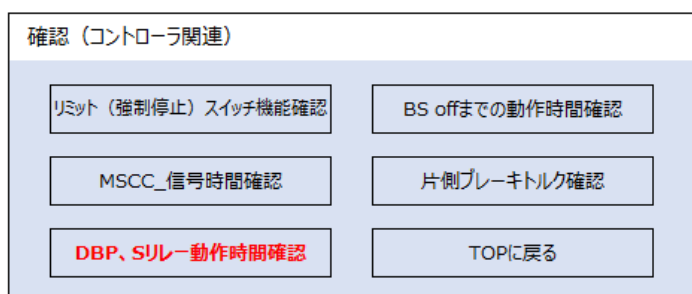 確認（コントローラ関連）
リミット（強制停止）スイッチ機能確認
BS offまでの動作時間確認
MSCC_信号時間確認
片側ブレーキトルク確認
DBP、Sリレー動作時間確認
TOPに戻る